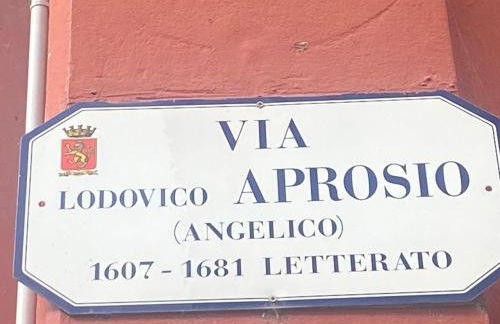 VIA
LODOVICO APROSIO
(ANGELICO)
1607 - 1681 LETTERATO